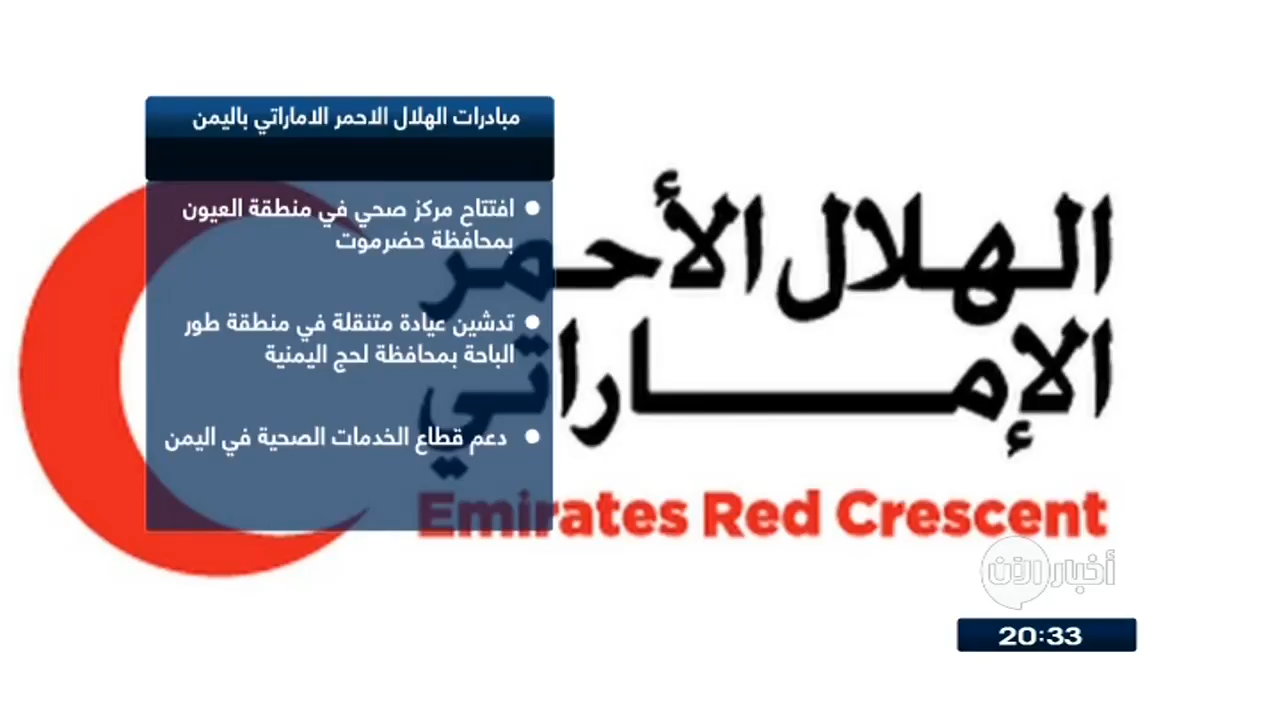 مبادرات الهلال الاحمر الاماراتي باليمن
● افتتاح مركز صحي في منطقة العيون
بمحافظة حضرموت
● تدشين عيادة متنقلة في منطقة طور
الباحة بمحافظة لحج اليمنية
● دعم قطاع الخدمات الصحية في اليمن
الهلال الأحمر
الإماراتي
Emirates Red Crescent
أخبار الآن
20:33